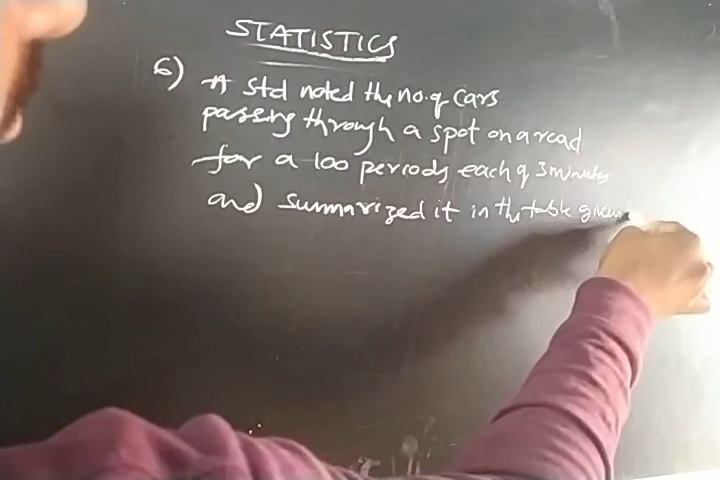 STATISTICS
6) A Std noted the no. of cars
passing through a spot on a road
for a 100 periods each of 3 minutes
and summarized it in the table given